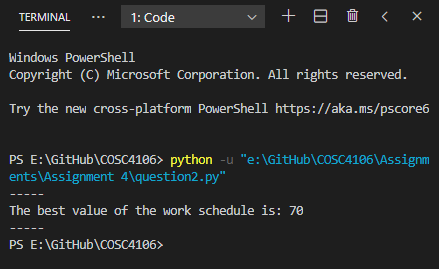 TERMINAL ... 1: Code
Windows PowerShell
Copyright (C) Microsoft Corporation. All rights reserved.
Try the new cross-platform PowerShell https://aka.ms/pscore6
PS E:\GitHub\COSC4106> python -u "e:\GitHub\COSC4106\Assignm
ents\Assignment 4\question2.py"
-----
The best value of the work schedule is: 70
-----
PS E:\GitHub\COSC4106>